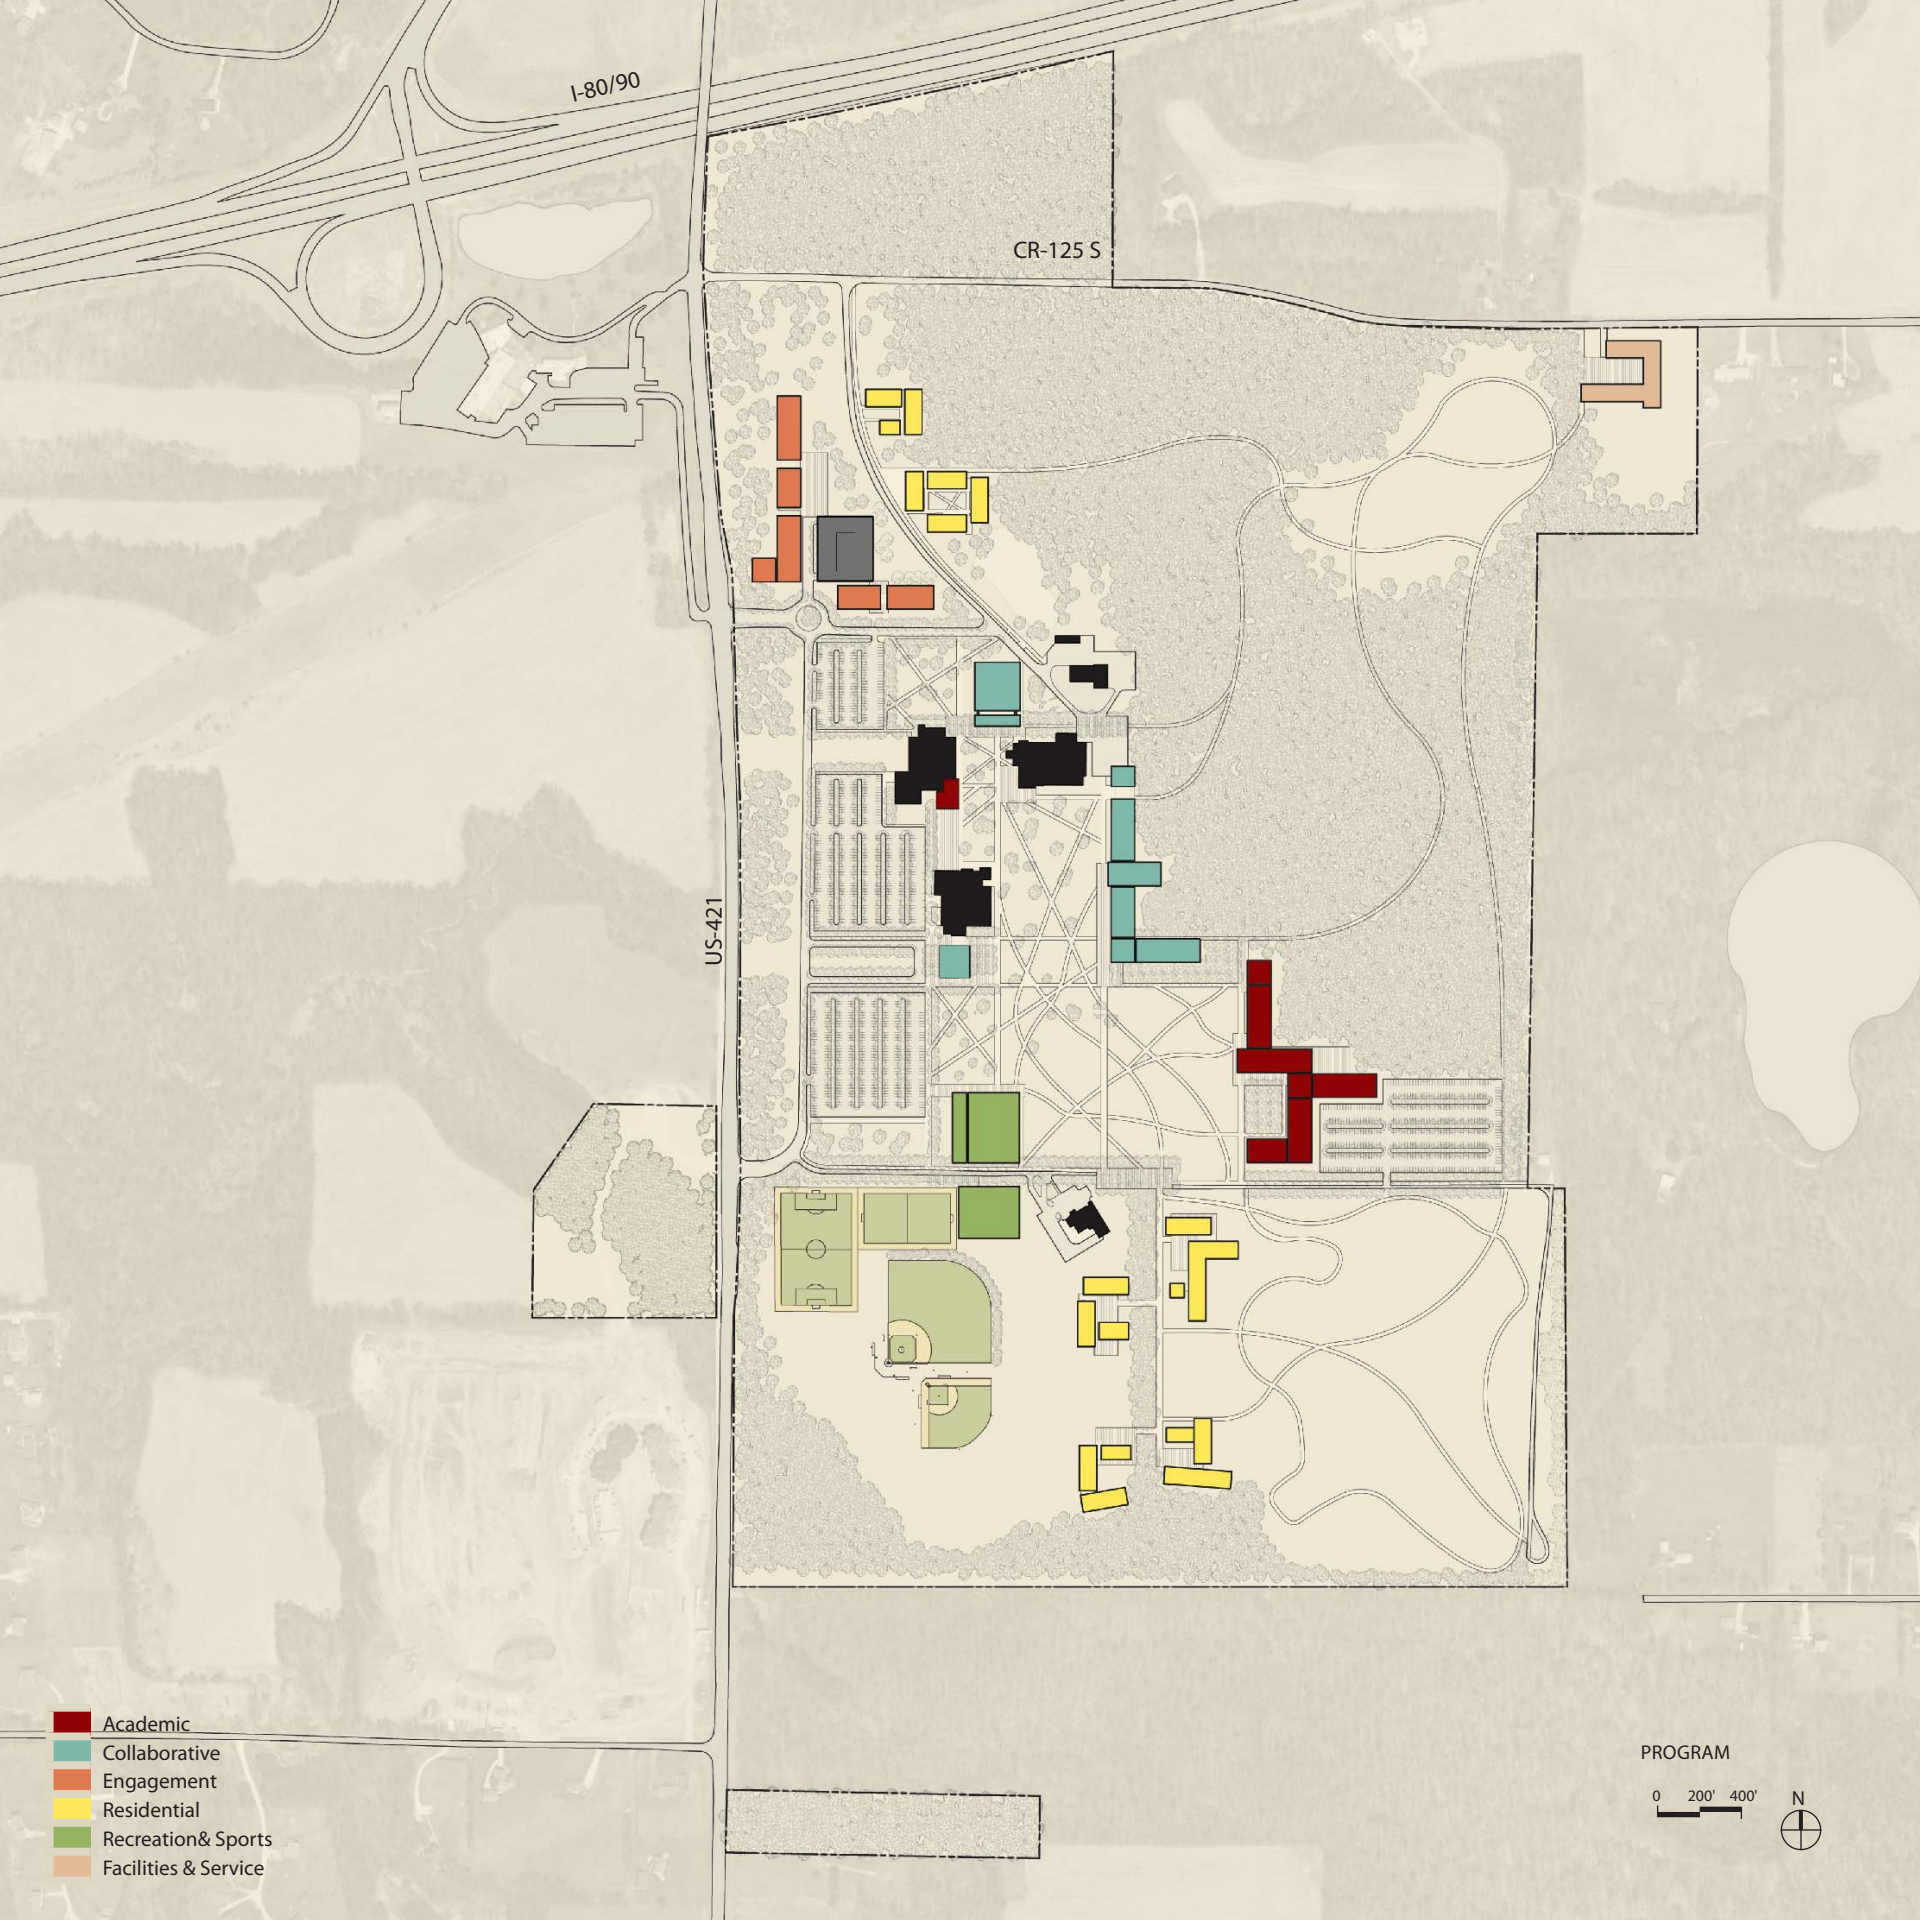 I-80/90
CR-125 S
US-421
Academic
Collaborative
Engagement
Residential
Recreation& Sports
Facilities & Service
PROGRAM
0 200' 400'
N